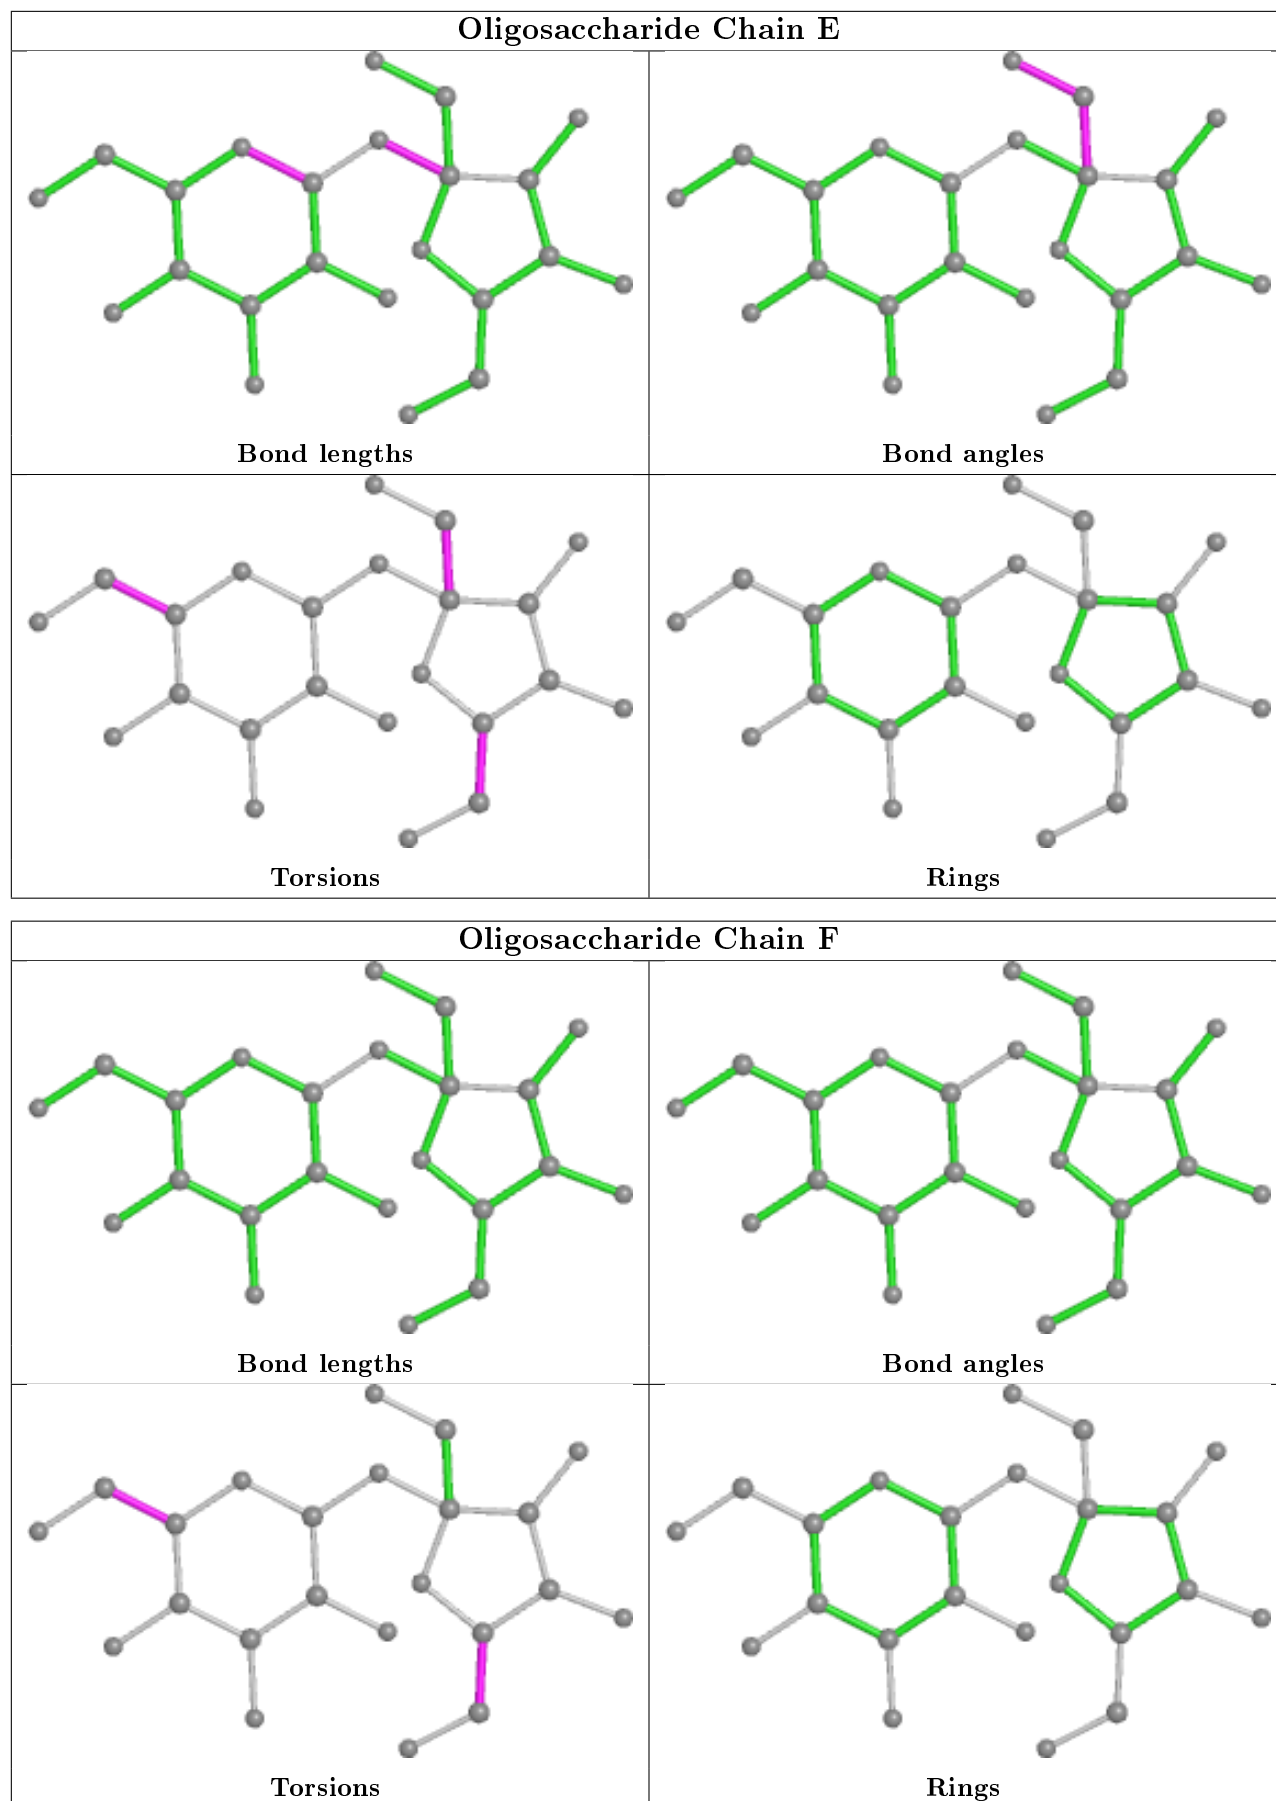 Oligosaccharide Chain E
Bond lengths
Bond angles
Torsions
Rings
Oligosaccharide Chain F
Bond lengths
Bond angles
Torsions
Rings